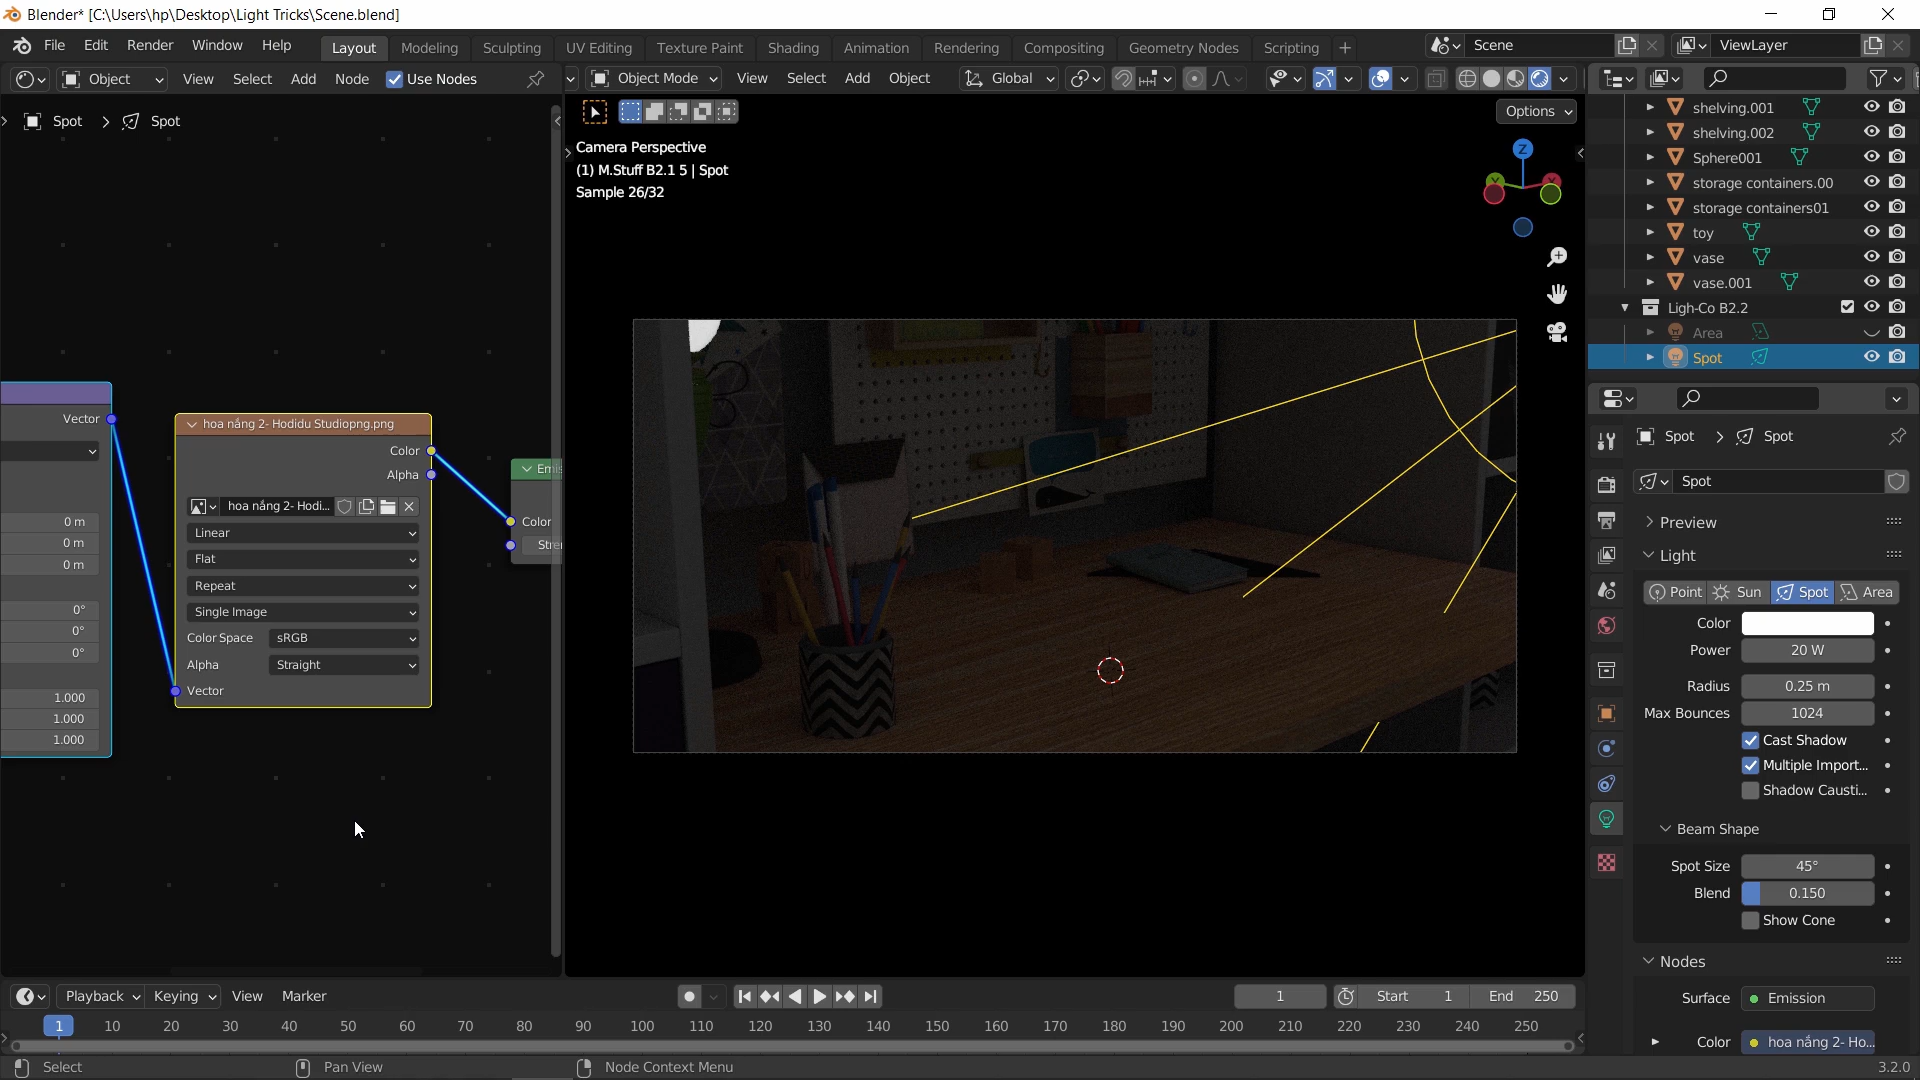 Blender* [C:\Users\hp\Desktop\Light Tricks\Scene.blend]
File Edit Render Window Help Layout Modeling Sculpting UV Editing Texture Paint Shading Animation Rendering Compositing Geometry Nodes Scripting + Scene ViewLayer
Object View Select Add Node Use Nodes Object Mode View Select Add Object Global
Options
Spot > Spot
Camera Perspective
(1) M.Stuff B2.1 5 | Spot
Sample 26/32
Z
shelving.001
shelving.002
Sphere001
storage containers.00
storage containers01
toy
vase
vase.001
Ligh-Co B2.2
Area
Spot
Vector
0 m
0 m
0 m
0°
0°
0°
1.000
1.000
1.000
hoa nắng 2- Hodidu Studiopng.png
Color
Alpha
hoa nắng 2- Hodi...
Linear
Flat
Repeat
Single Image
Color Space sRGB
Alpha Straight
Vector
Emis
Color
Stre
Spot > Spot
Spot
Preview
Light
Point Sun Spot Area
Color
Power 20 W
Radius 0.25 m
Max Bounces 1024
Cast Shadow
Multiple Import...
Shadow Causti...
Beam Shape
Spot Size 45°
Blend 0.150
Show Cone
Nodes
Surface Emission
Color hoa nắng 2- Ho...
Playback Keying View Marker 1 Start 1 End 250
1 10 20 30 40 50 60 70 80 90 100 110 120 130 140 150 160 170 180 190 200 210 220 230 240 250
Select Pan View Node Context Menu 3.2.0